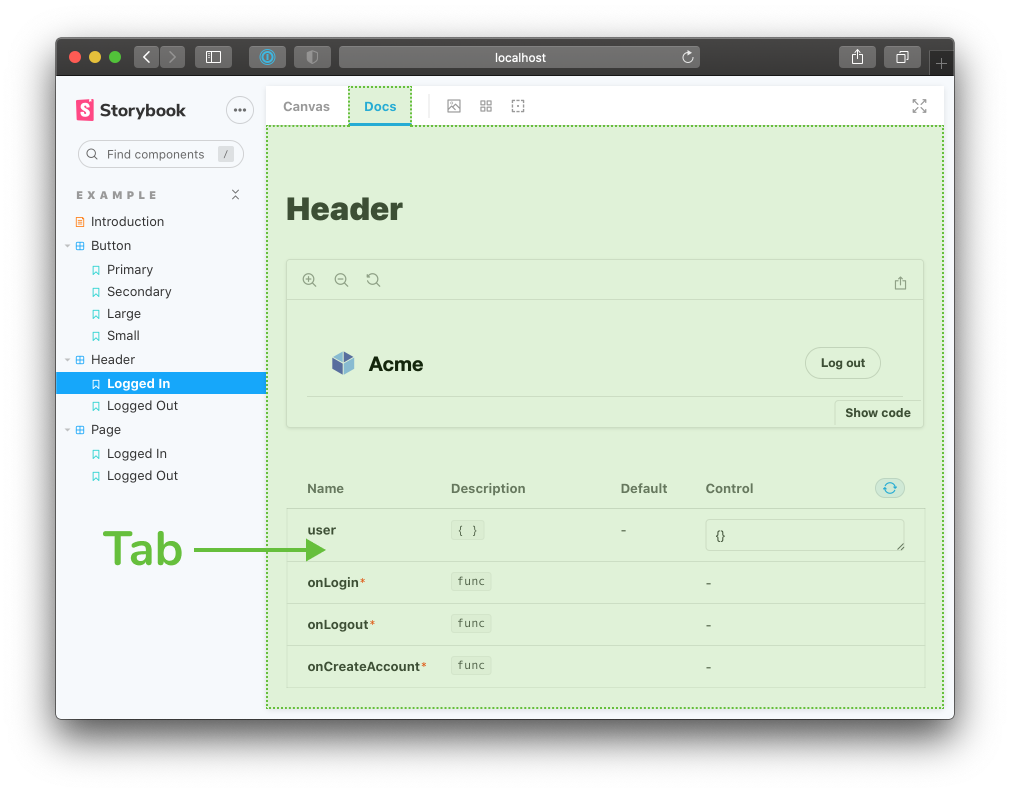 localhost
Storybook
Find components /
EXAMPLE
Introduction
Button
Primary
Secondary
Large
Small
Header
Logged In
Logged Out
Page
Logged In
Logged Out
Tab
Canvas Docs
Header
Acme Log out
Show code
Name Description Default Control
user { } - {}
onLogin* func -
onLogout* func -
onCreateAccount* func -